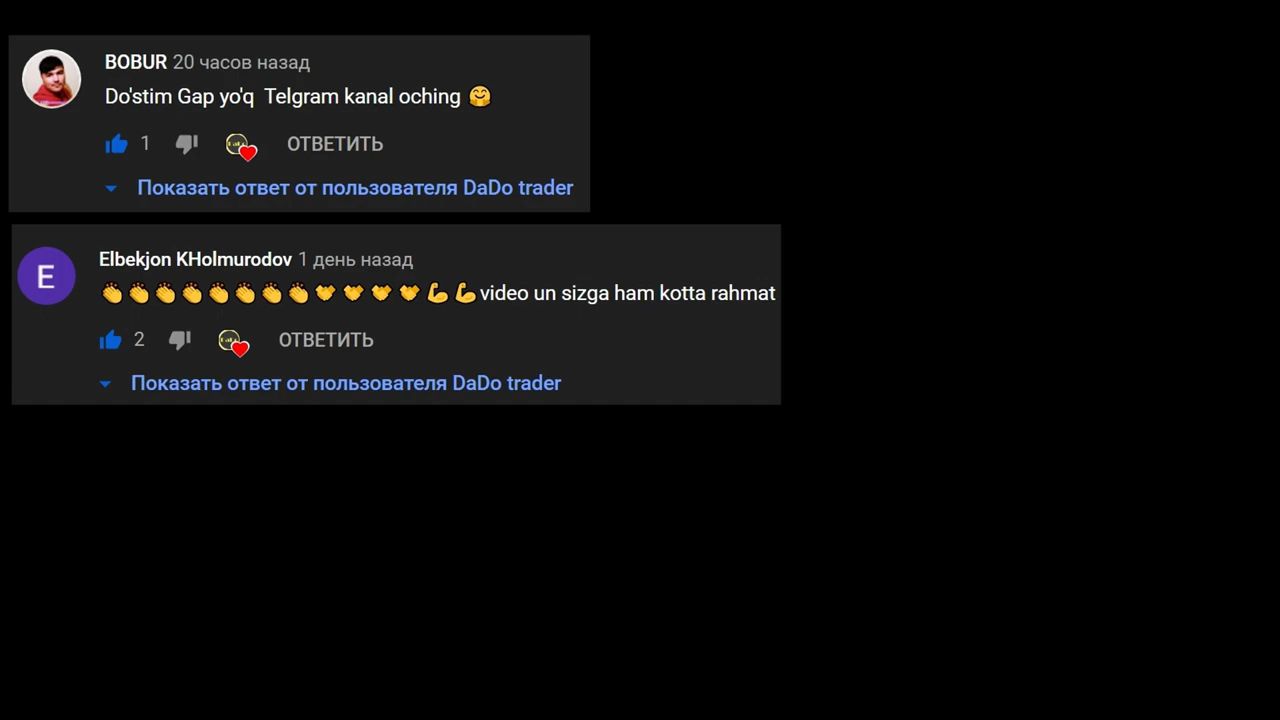 BOBUR 20 часов назад
Do'stim Gap yo'q Telgram kanal oching 🤗
1 ОТВЕТИТЬ
Показать ответ от пользователя DaDo trader
E
Elbekjon KHolmurodov 1 день назад
👏👏👏👏👏👏👏👏🤝🤝🤝🤝💪💪video un sizga ham kotta rahmat
2 ОТВЕТИТЬ
Показать ответ от пользователя DaDo trader